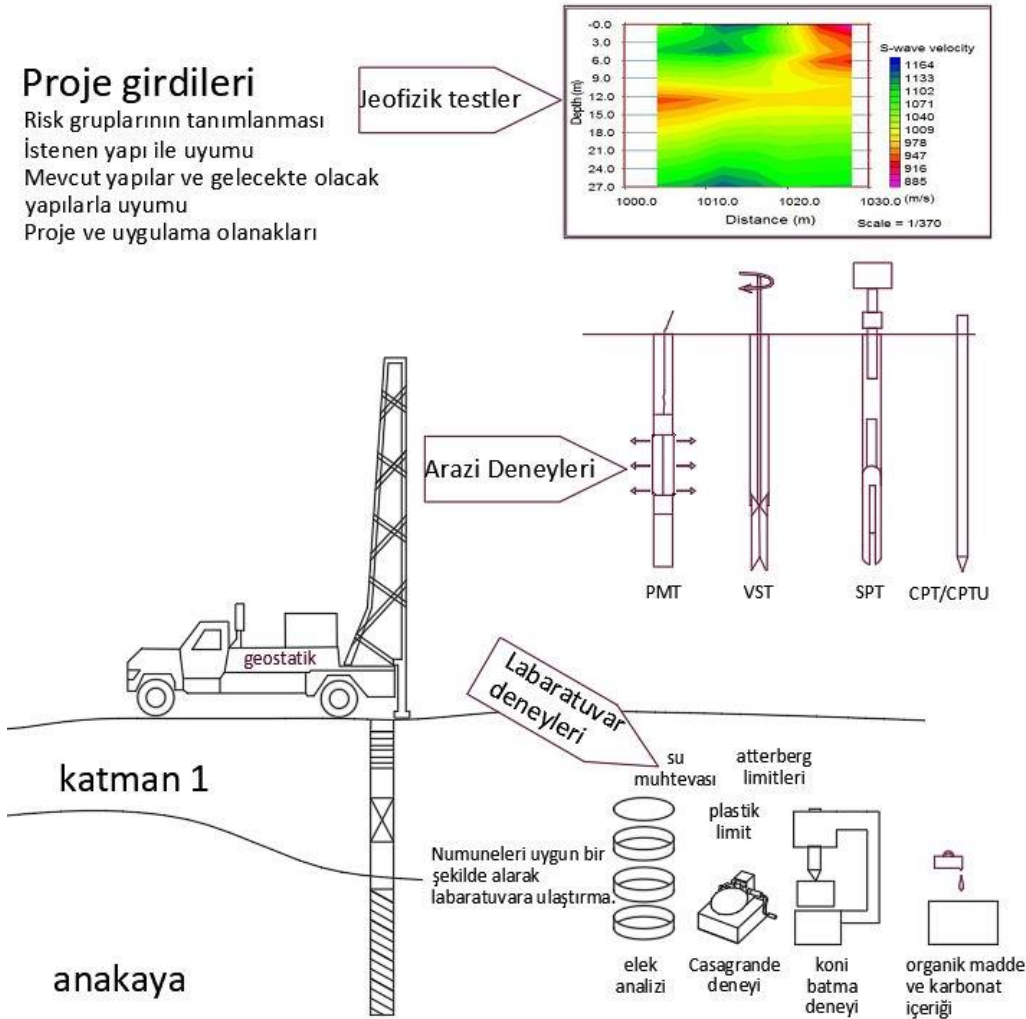 Proje girdileri
Risk gruplarının tanımlanması
İstenen yapı ile uyumu
Mevcut yapılar ve gelecekte olacak
yapılarla uyumu
Proje ve uygulama olanakları
Jeofizik testler
-0.0
3.0
6.0
9.0
12.0
15.0
18.0
21.0
24.0
27.0
Depth (m)
1000.0 1010.0 1020.0 1030.0
Distance (m)
S-wave velocity
1164
1133
1102
1071
1040
1009
978
947
916
885
(m/s)
Scale = 1/370
Arazi Deneyleri
PMT VST SPT CPT/CPTU
geostatik
Labaratuvar
deneyleri
katman 1
anakaya
Numuneleri uygun bir
şekilde alarak
labaratuvara ulaştırma.
su
muhtevası
atterberg
limitleri
plastik
limit
elek
analizi
Casagrande
deneyi
koni
batma
deneyi
organik madde
ve karbonat
içeriği